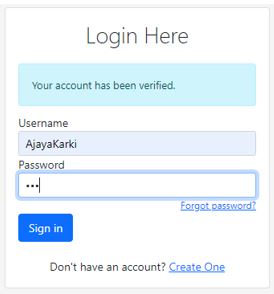 Login Here
Your account has been verified.
Username
AjayaKarki
Password
•••
Forgot password?
Sign in
Don't have an account? Create One